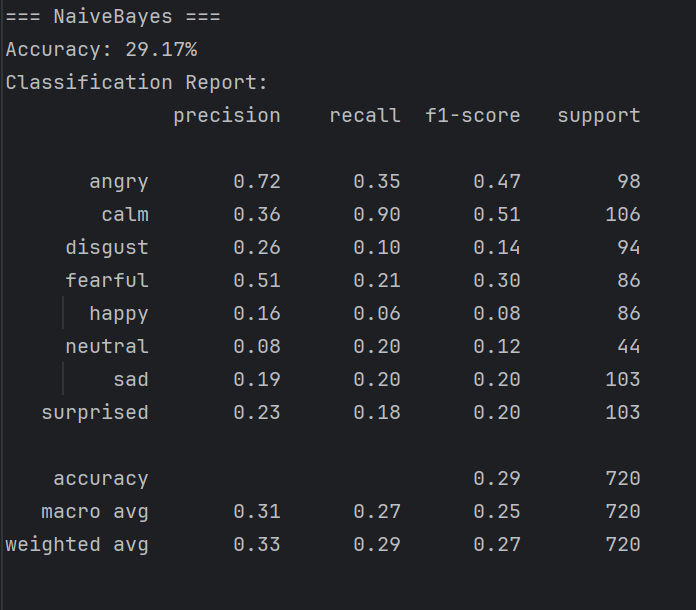 === NaiveBayes ===
Accuracy: 29.17%
Classification Report:
              precision    recall  f1-score   support

       angry       0.72      0.35      0.47        98
        calm       0.36      0.90      0.51       106
     disgust       0.26      0.10      0.14        94
     fearful       0.51      0.21      0.30        86
       happy       0.16      0.06      0.08        86
     neutral       0.08      0.20      0.12        44
         sad       0.19      0.20      0.20       103
   surprised       0.23      0.18      0.20       103

    accuracy                           0.29       720
   macro avg       0.31      0.27      0.25       720
weighted avg       0.33      0.29      0.27       720